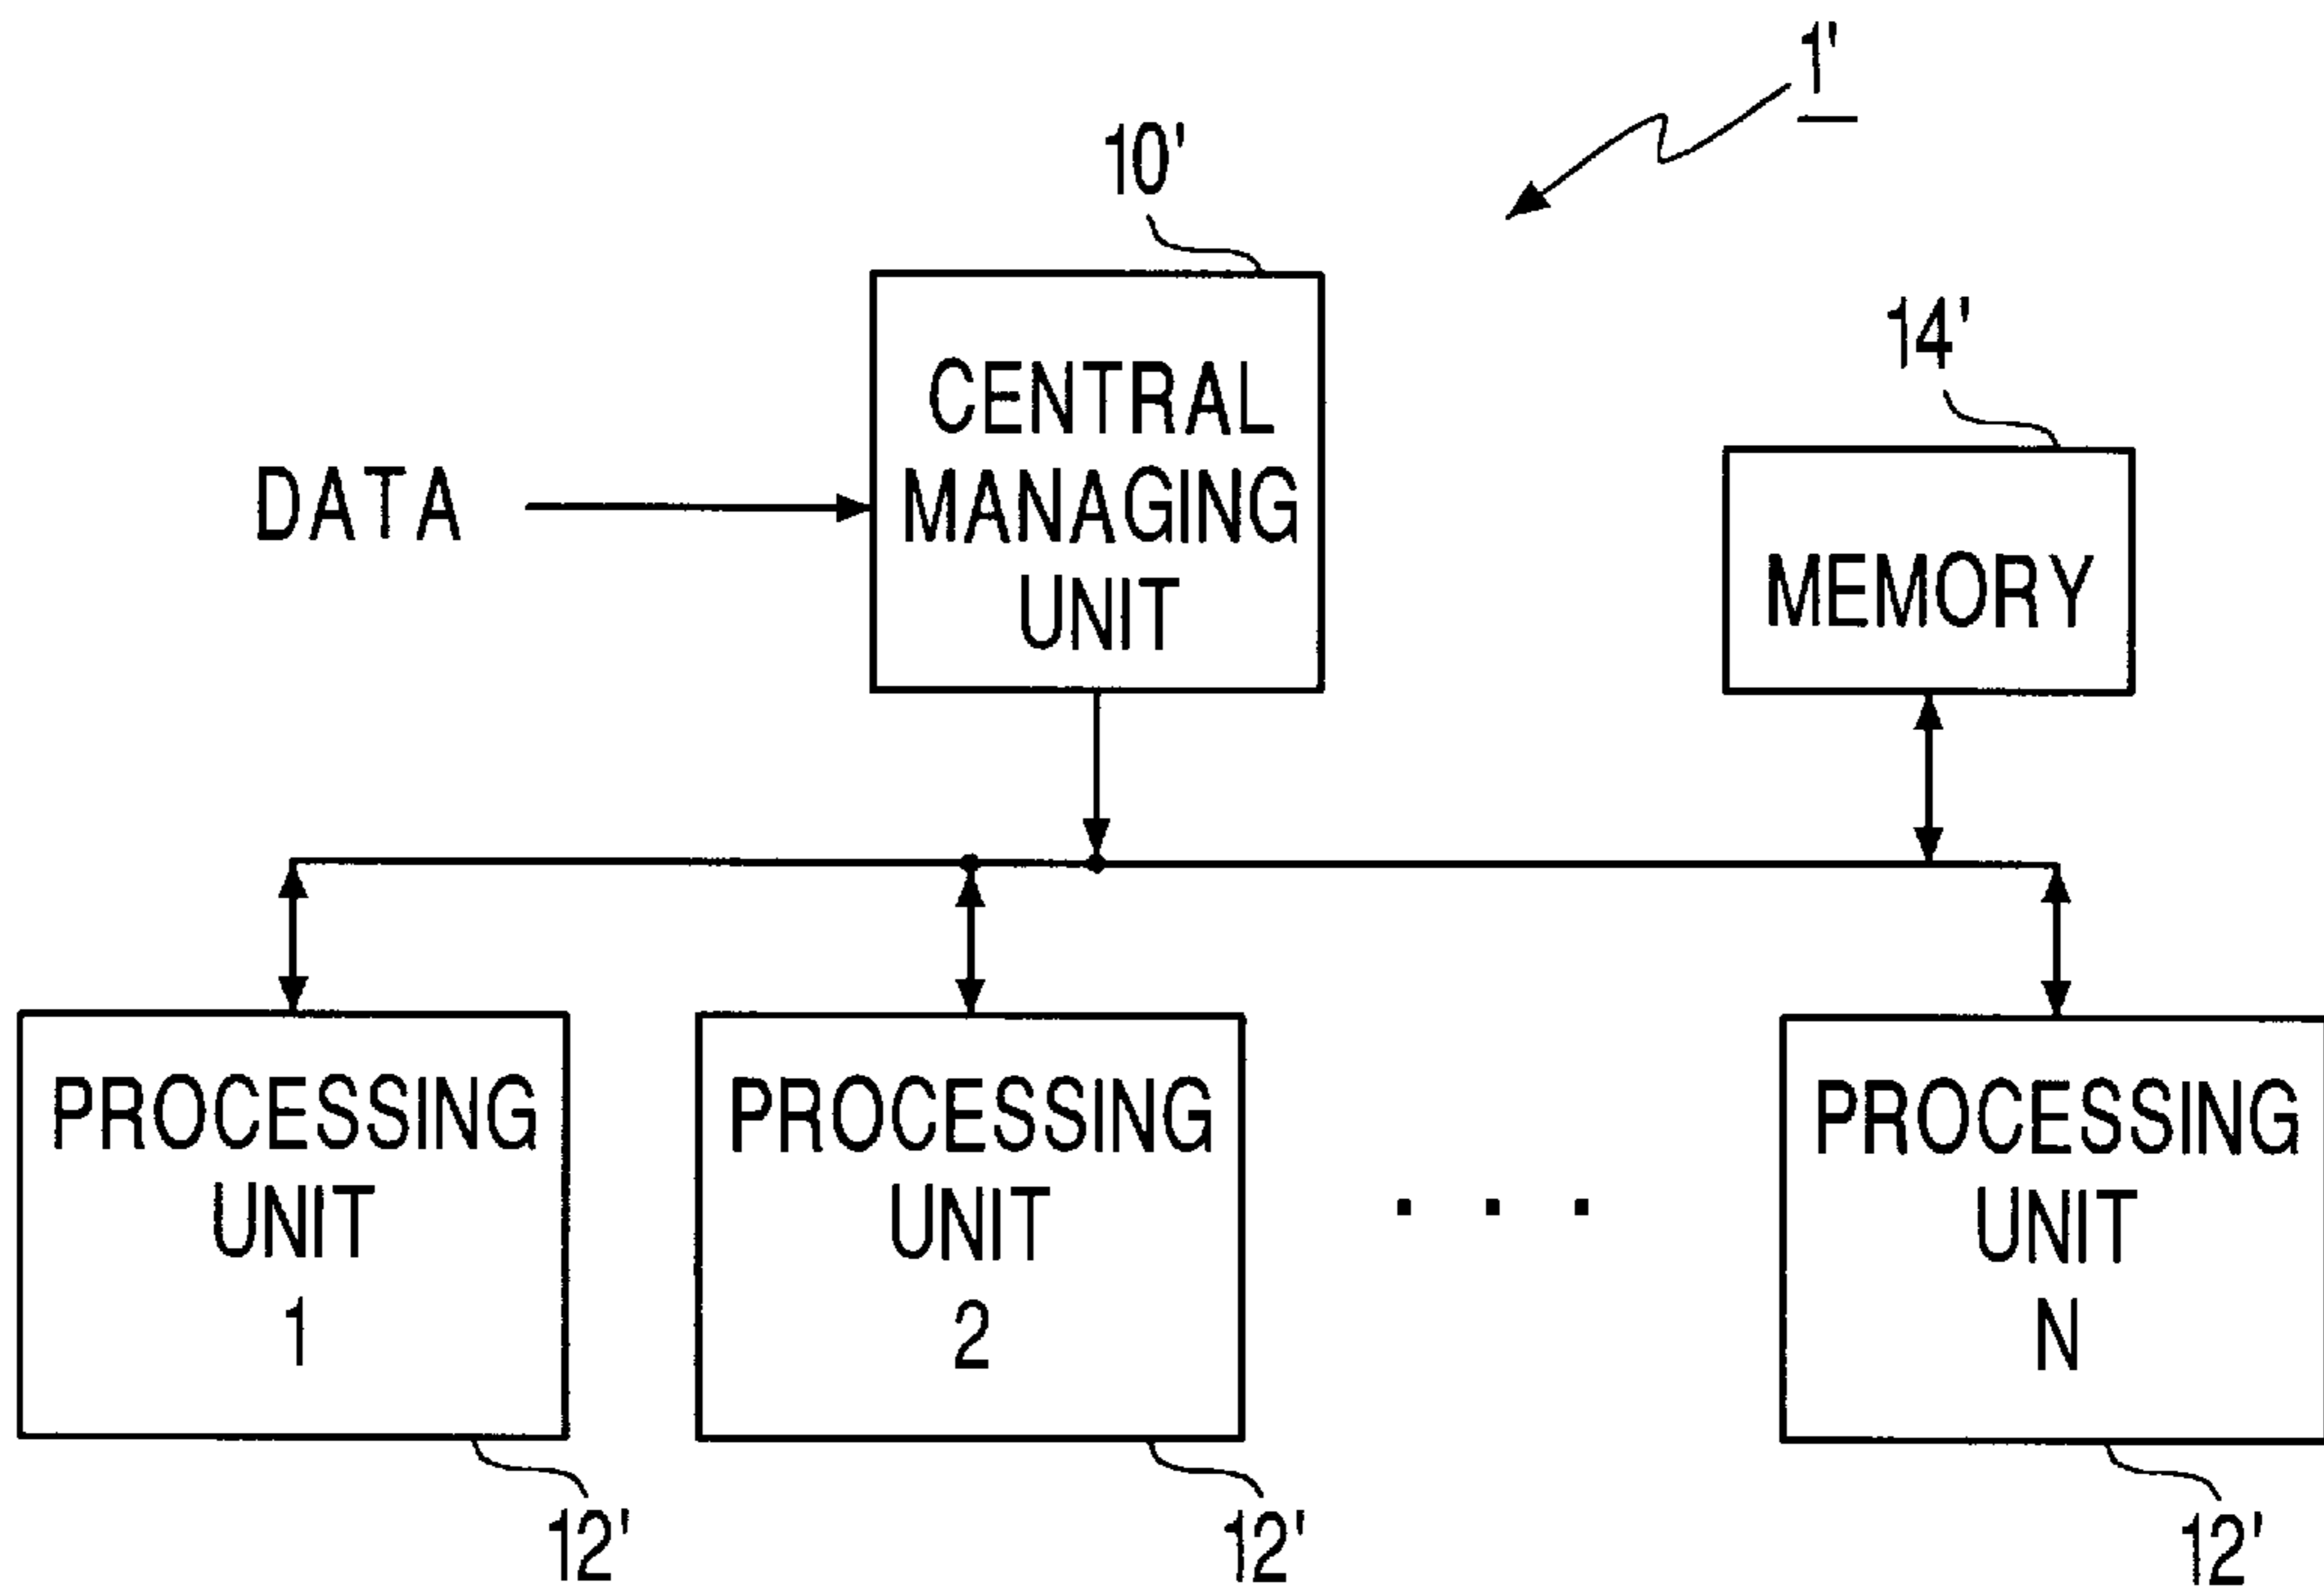 1'
10'
14'
CENTRAL
MANAGING
UNIT
DATA
MEMORY
PROCESSING
UNIT
1
PROCESSING
UNIT
2
. . .
PROCESSING
UNIT
N
12'
12'
12'